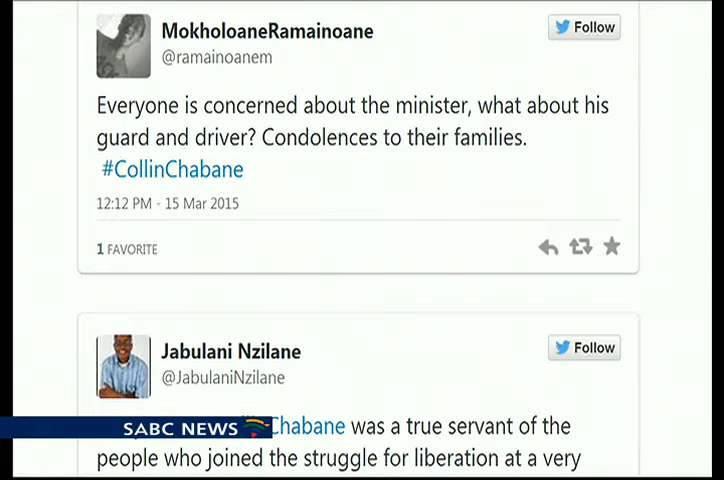 MokholoaneRamainoane
Follow
@ramainoanem
Everyone is concerned about the minister, what about his
guard and driver? Condolences to their families.
#CollinChabane
12:12 PM - 15 Mar 2015
1 FAVORITE
Jabulani Nzilane
Follow
@JabulaniNzilane
Chabane was a true servant of the
SABC NEWS
people who joined the struggle for liberation at a very